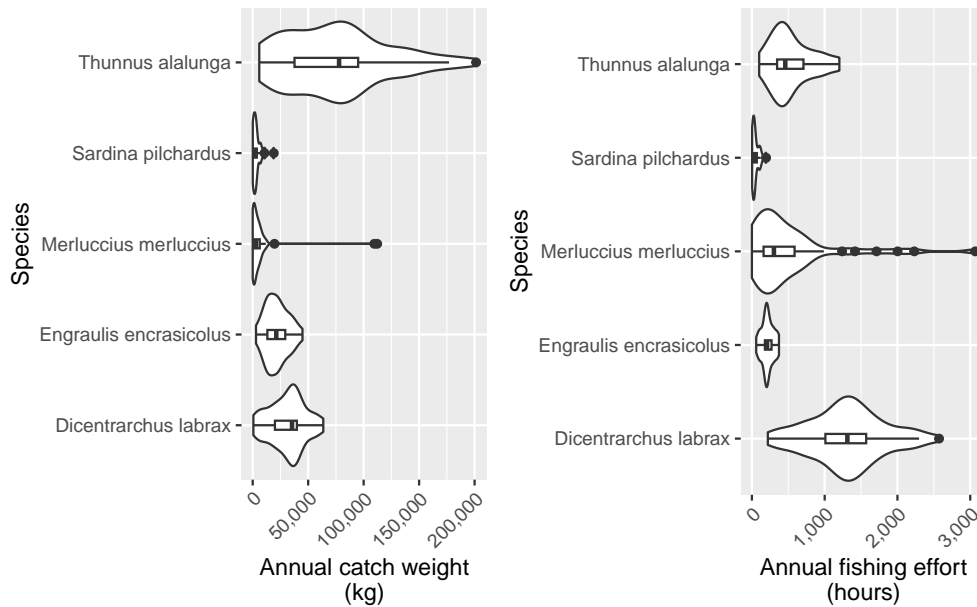 Species
Thunnus alalunga
Sardina pilchardus
Merluccius merluccius
Engraulis encrasicolus
Dicentrarchus labrax
0
50,000
100,000
150,000
200,000
Annual catch weight
(kg)
Species
Thunnus alalunga
Sardina pilchardus
Merluccius merluccius
Engraulis encrasicolus
Dicentrarchus labrax
0
1,000
2,000
3,000
Annual fishing effort
(hours)